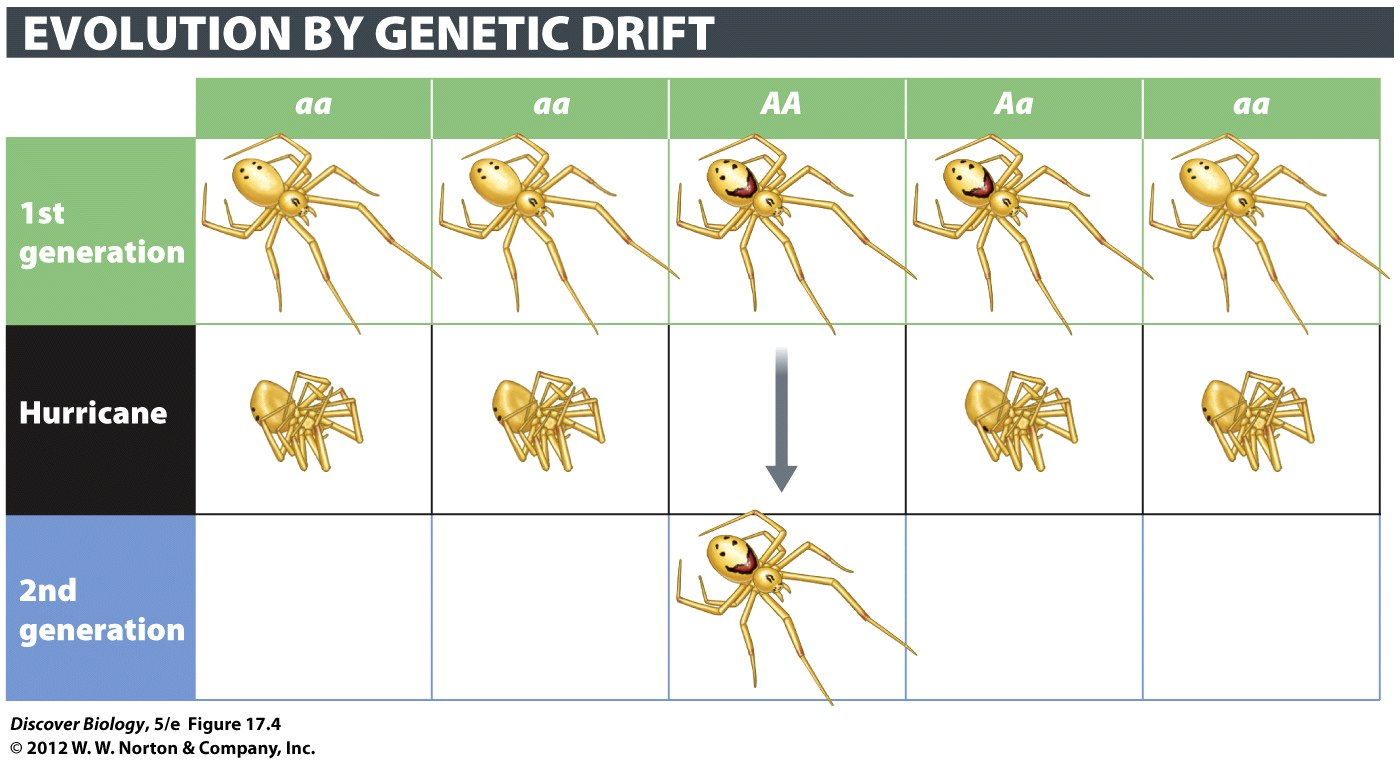 EVOLUTION BY GENETIC DRIFT
aa aa AA Aa aa
1st
generation
Hurricane
2nd
generation
Discover Biology, 5/e Figure 17.4
© 2012 W. W. Norton & Company, Inc.